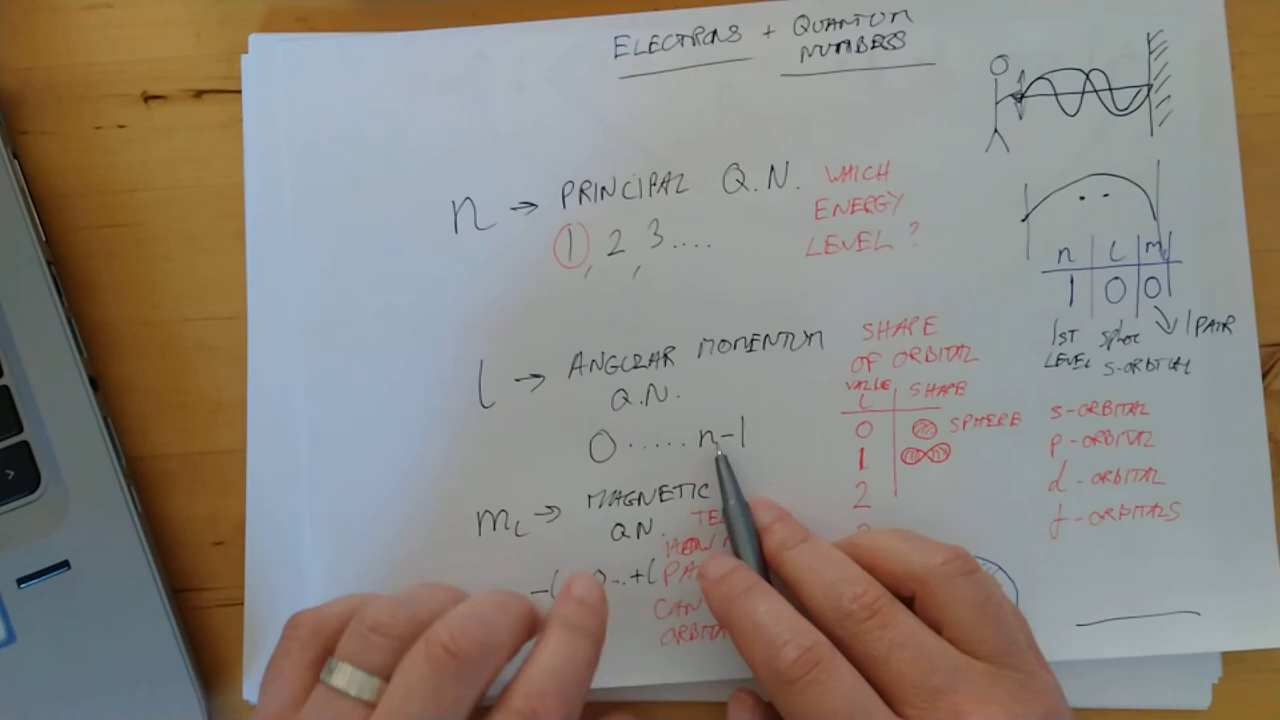 ELECTRONS + QUANTUM
NUMBERS
n → PRINCIPAL Q.N.
1, 2, 3....
WHICH
ENERGY
LEVEL?
n | l | m
1 | 0 | 0
1ST
LEVEL
S-ORBITAL
1 PAIR
l → ANGULAR MOMENTUM
Q.N.
0 ...... n-1
SHAPE
OF ORBITAL
VALUE
L | SHAPE
0 SPHERE
1
2
S-ORBITAL
P-ORBITAL
d-ORBITAL
f-ORBITALS
mL → MAGNETIC
QN.
..+l
CAN